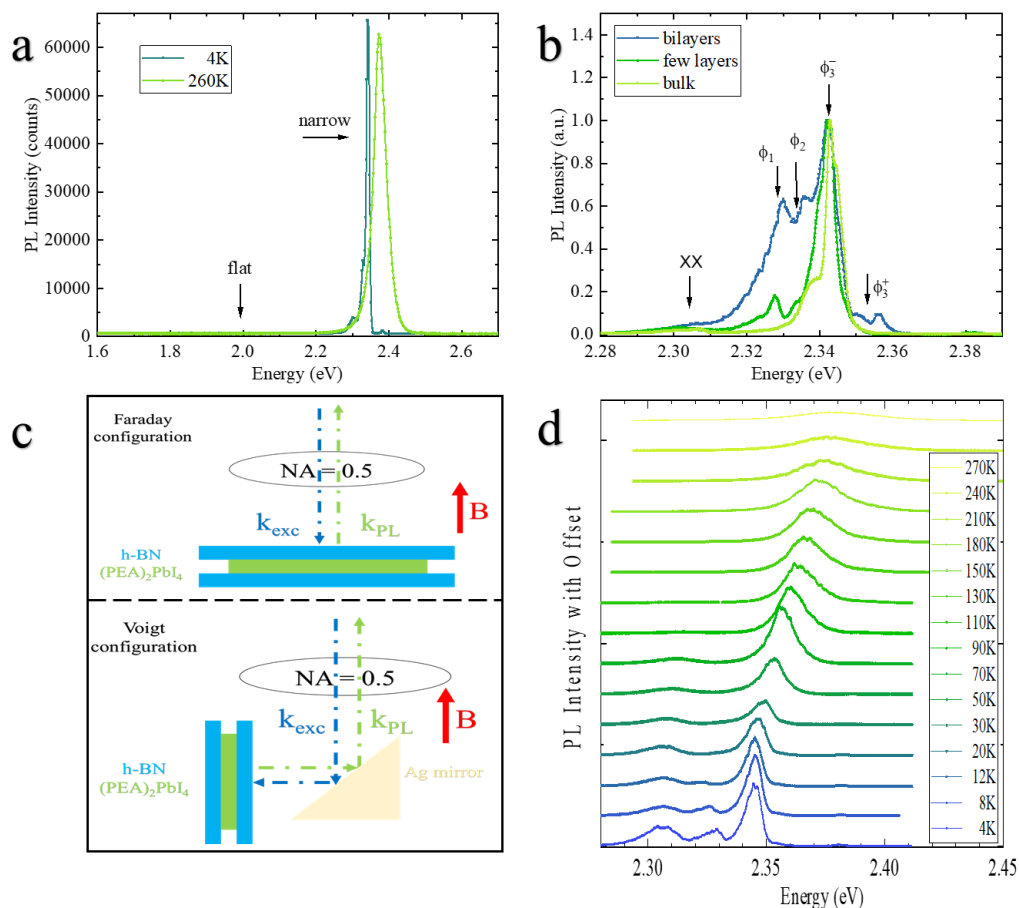 a
4K
260K
narrow
flat
PL Intensity (counts)
65000
60000
50000
40000
30000
20000
10000
0
1.6
2.0
2.2
2.4
2.6
Energy (eV)
b
bilayers
few layers
bulk
ϕ₃⁻
ϕ₁
ϕ₂
XX
ϕ₃⁺
PL Intensity (a.u.)
1.4
1.2
1.0
0.8
0.6
0.4
0.2
0.0
2.28
2.30
2.32
2.34
2.36
2.38
Energy (eV)
c
Faraday
configuration
NA = 0.5
k_exc
k_PL
B
h-BN
(PEA)₂PbI₄
Voigt
configuration
NA = 0.5
k_exc
k_PL
B
h-BN
(PEA)₂PbI₄
Ag mirror
d
270K
240K
210K
180K
150K
130K
110K
90K
70K
50K
30K
20K
12K
8K
4K
PL Intensity with Offset
2.30
2.35
2.40
2.45
Energy (eV)